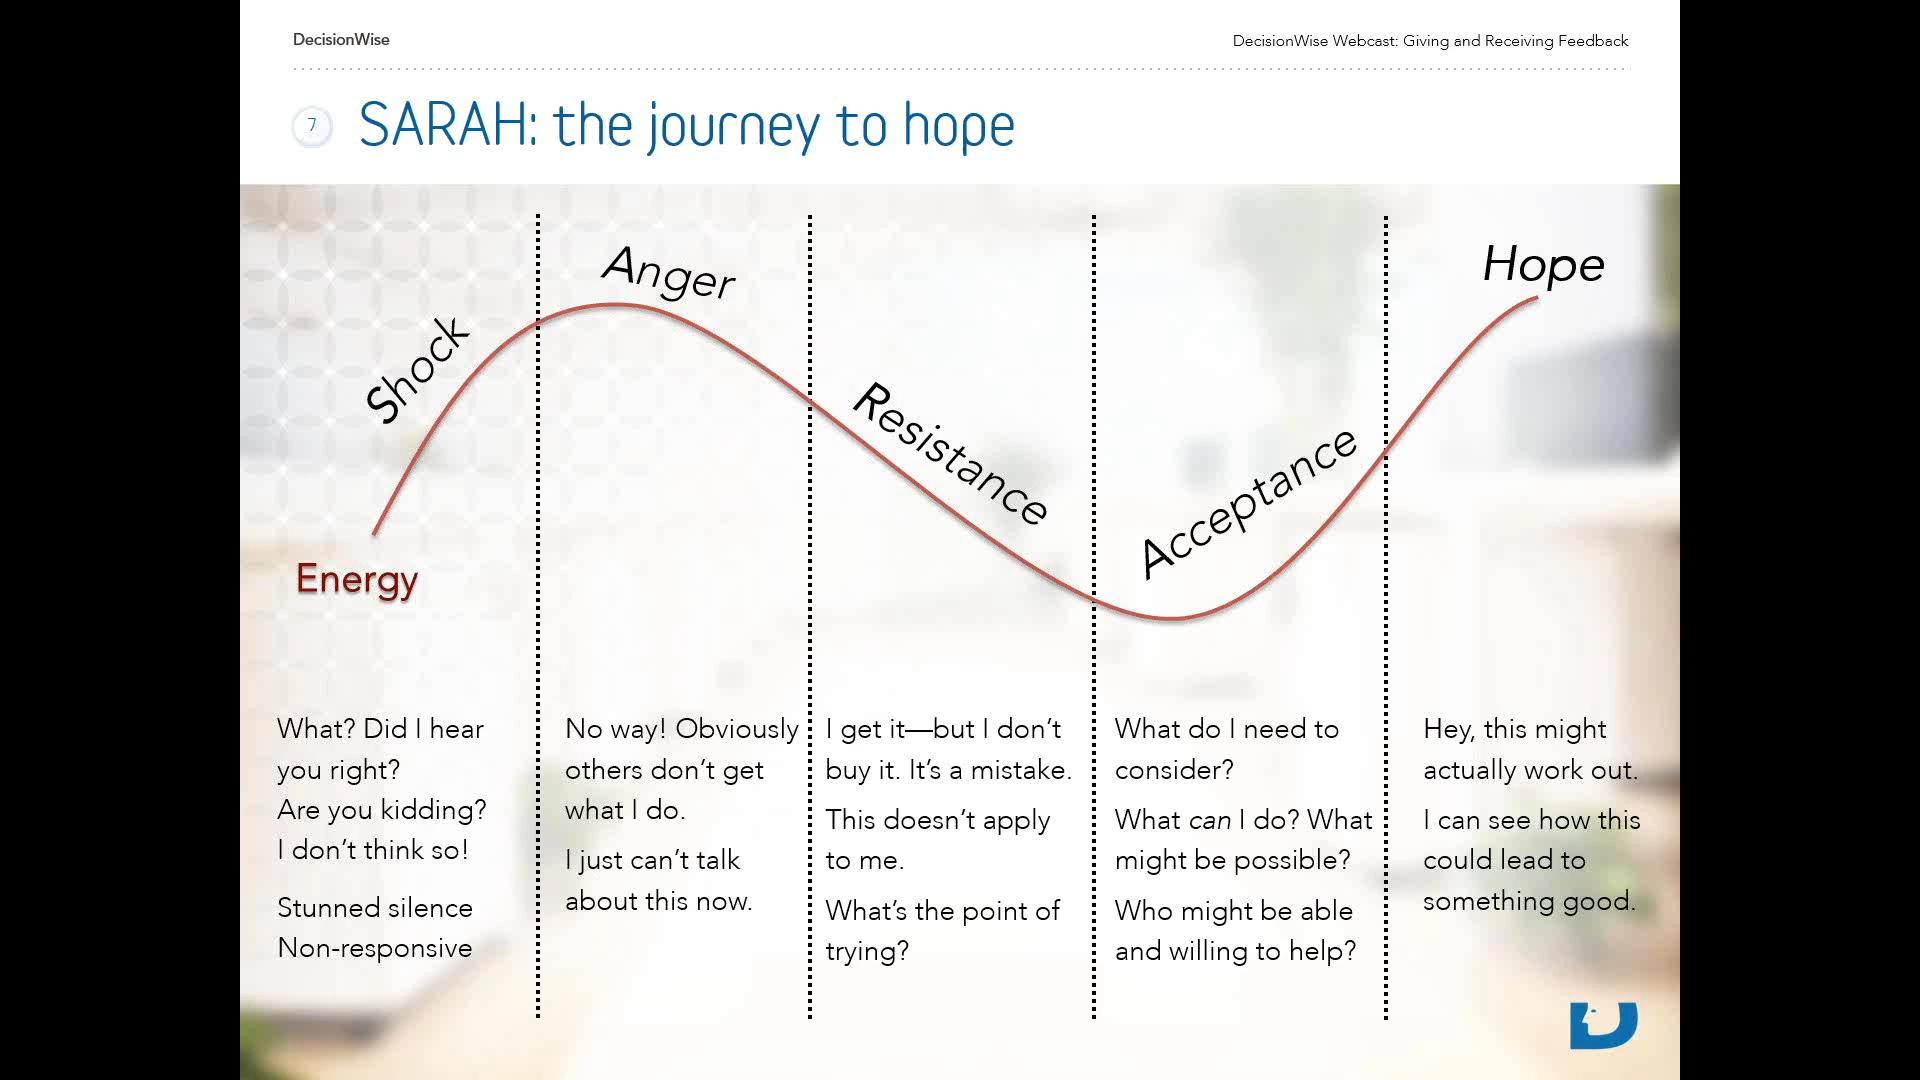 DecisionWise
DecisionWise Webcast: Giving and Receiving Feedback
7
SARAH: the journey to hope
Shock
Anger
Resistance
Acceptance
Hope
Energy
What? Did I hear
you right?
Are you kidding?
I don’t think so!
Stunned silence
Non-responsive
No way! Obviously
others don’t get
what I do.
I just can’t talk
about this now.
I get it—but I don’t
buy it. It’s a mistake.
This doesn’t apply
to me.
What’s the point of
trying?
What do I need to
consider?
What can I do? What
might be possible?
Who might be able
and willing to help?
Hey, this might
actually work out.
I can see how this
could lead to
something good.